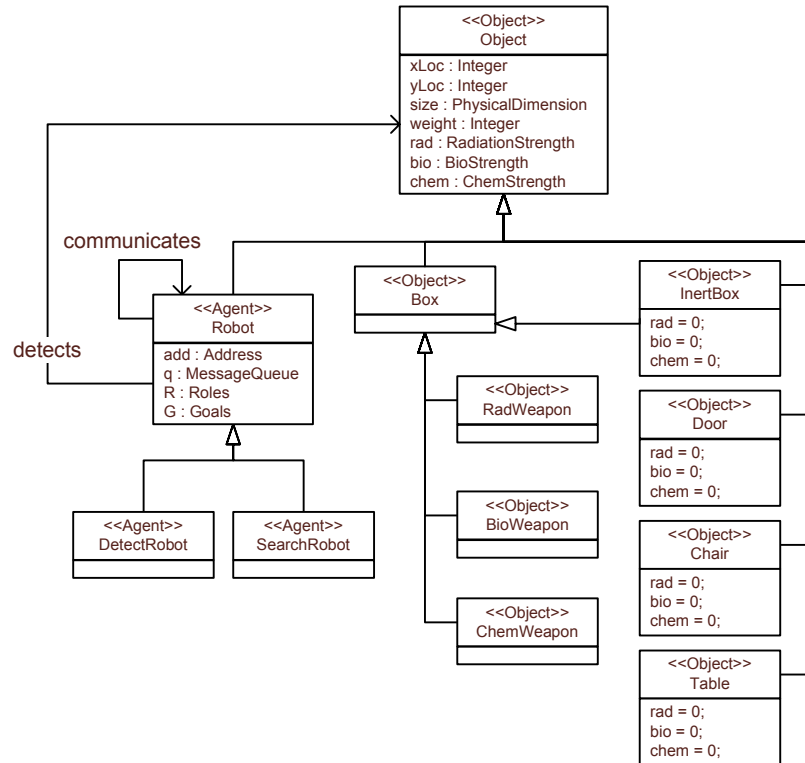 <<Object>>
Object
xLoc : Integer
yLoc : Integer
size : PhysicalDimension
weight : Integer
rad : RadiationStrength
bio : BioStrength
chem : ChemStrength
communicates
detects
<<Agent>>
Robot
add : Address
q : MessageQueue
R : Roles
G : Goals
<<Agent>>
DetectRobot
<<Agent>>
SearchRobot
<<Object>>
Box
<<Object>>
RadWeapon
<<Object>>
BioWeapon
<<Object>>
ChemWeapon
<<Object>>
InertBox
rad = 0;
bio = 0;
chem = 0;
<<Object>>
Door
rad = 0;
bio = 0;
chem = 0;
<<Object>>
Chair
rad = 0;
bio = 0;
chem = 0;
<<Object>>
Table
rad = 0;
bio = 0;
chem = 0;